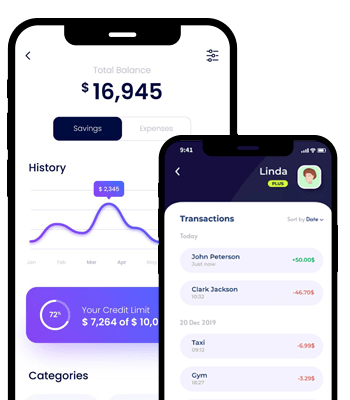 Total Balance
$ 16,945
Savings
Expenses
History
$ 2,345
Jan Feb Mar Apr May
72%
Your Credit Limit
$ 7,264 of $ 10,0
Categories
9:41
Linda
PLUS
Transactions
Sort by Date
Today
John Peterson
Just now
+50.00$
Clark Jackson
10:32
-46.70$
20 Dec 2019
Taxi
09:12
-6.99$
Gym
18:27
-3.29$